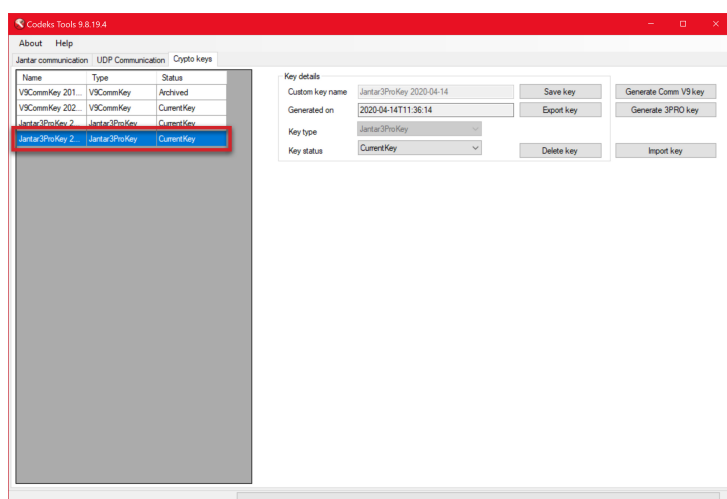 Codeks Tools 9.8.19.4
About Help
Jantar communication UDP Communication Crypto keys
Name Type Status
V9CommKey 201... V9CommKey Archived
V9CommKey 202... V9CommKey CurrentKey
Jantar3ProKey 2... Jantar3ProKey CurrentKey
Jantar3ProKey 2... Jantar3ProKey CurrentKey
Key details
Custom key name Jantar3ProKey 2020-04-14 Save key Generate Comm V9 key
Generated on 2020-04-14T11:36:14 Export key Generate 3PRO key
Key type Jantar3ProKey
Key status CurrentKey Delete key Import key